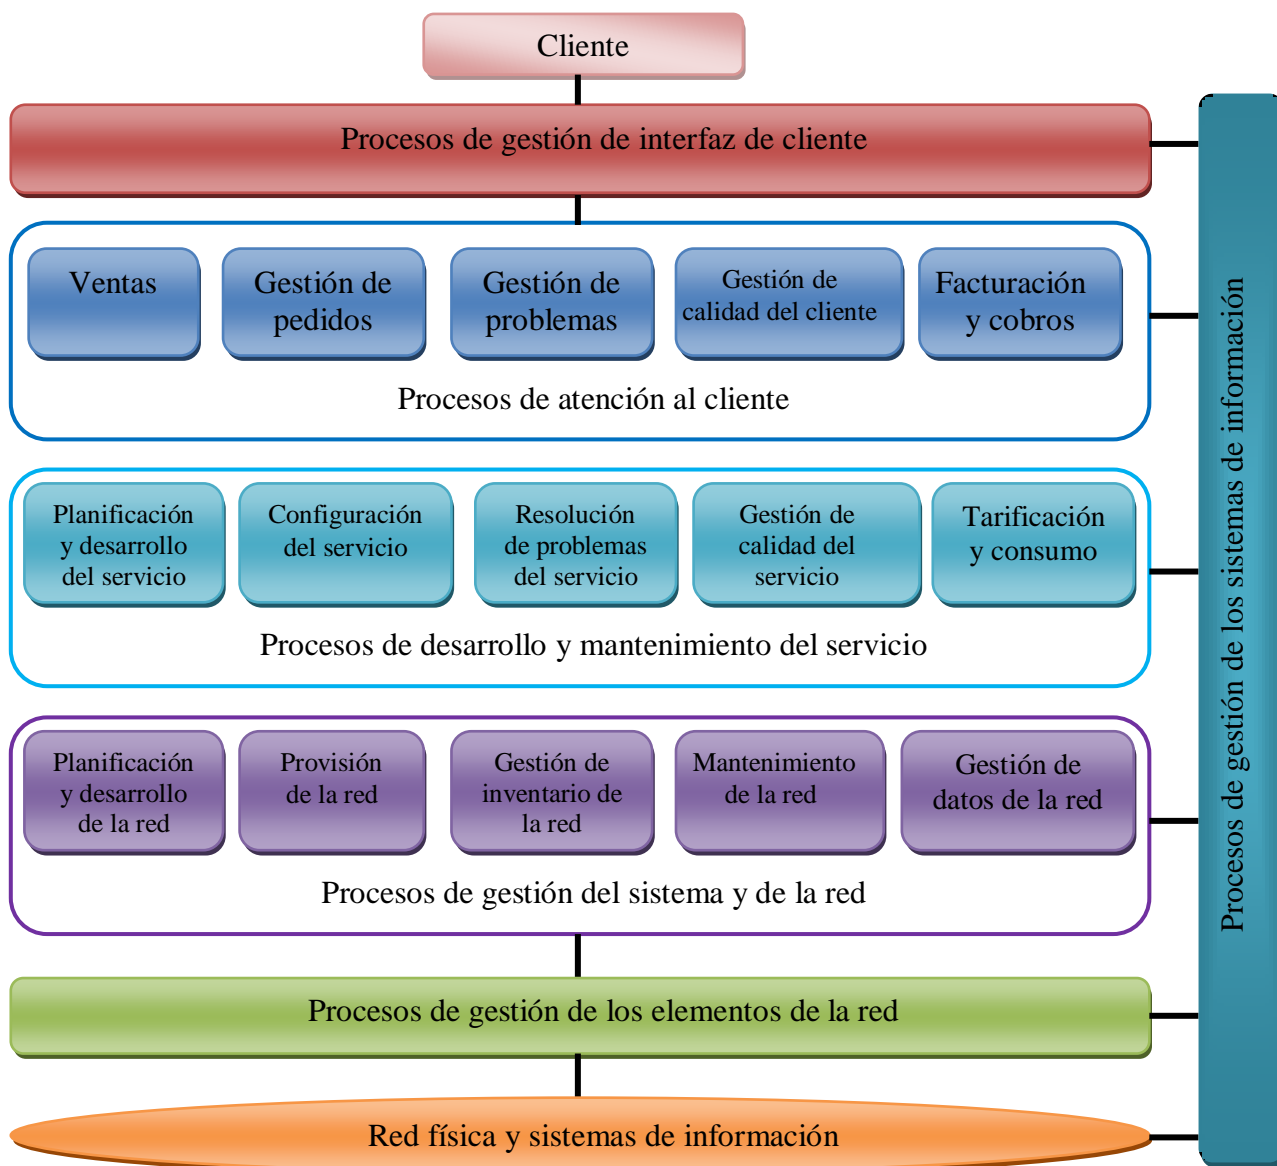 Cliente
Procesos de gestión de interfaz de cliente
Ventas
Gestión de
pedidos
Gestión de
problemas
Gestión de
calidad del cliente
Facturación
y cobros
Procesos de atención al cliente
Planificación
y desarrollo
del servicio
Configuración
del servicio
Resolución
de problemas
del servicio
Gestión de
calidad del
servicio
Tarificación
y consumo
Procesos de desarrollo y mantenimiento del servicio
Planificación
y desarrollo
de la red
Provisión
de la red
Gestión de
inventario de
la red
Mantenimiento
de la red
Gestión de
datos de la red
Procesos de gestión del sistema y de la red
Procesos de gestión de los elementos de la red
Red física y sistemas de información
Procesos de gestión de los sistemas de información